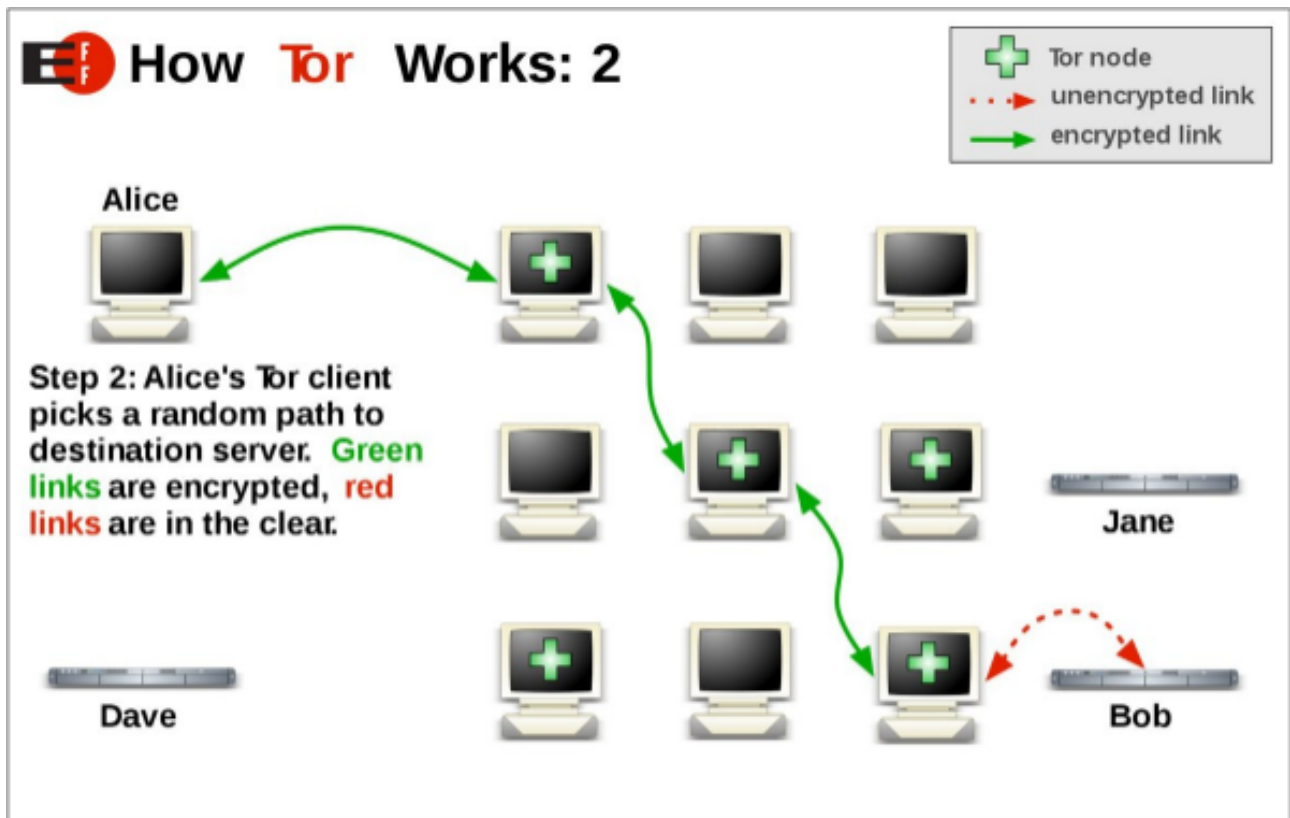 EFF How Tor Works: 2
Tor node
unencrypted link
encrypted link
Alice
Step 2: Alice's Tor client
picks a random path to
destination server. Green
links are encrypted, red
links are in the clear.
Jane
Dave
Bob